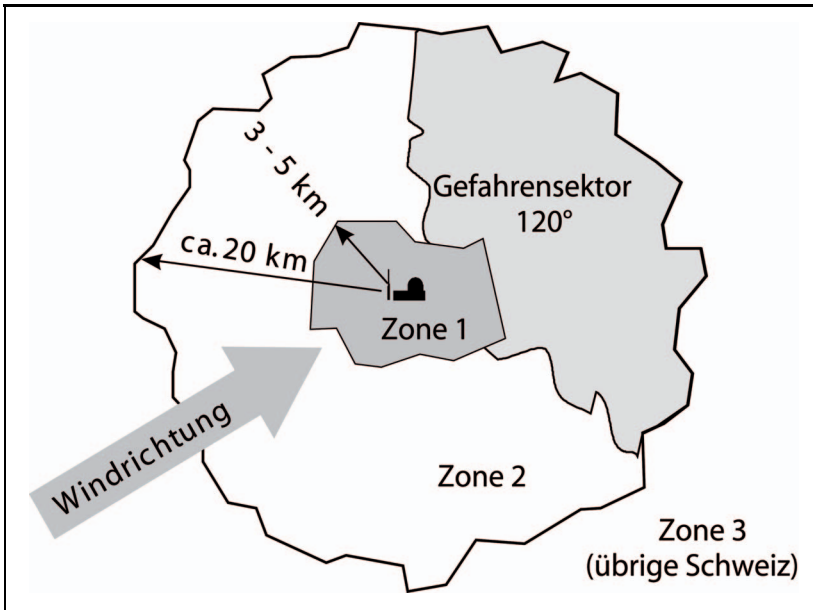 3 - 5 km
Gefahrensektor
120°
ca. 20 km
Zone 1
Windrichtung
Zone 2
Zone 3
(übrige Schweiz)